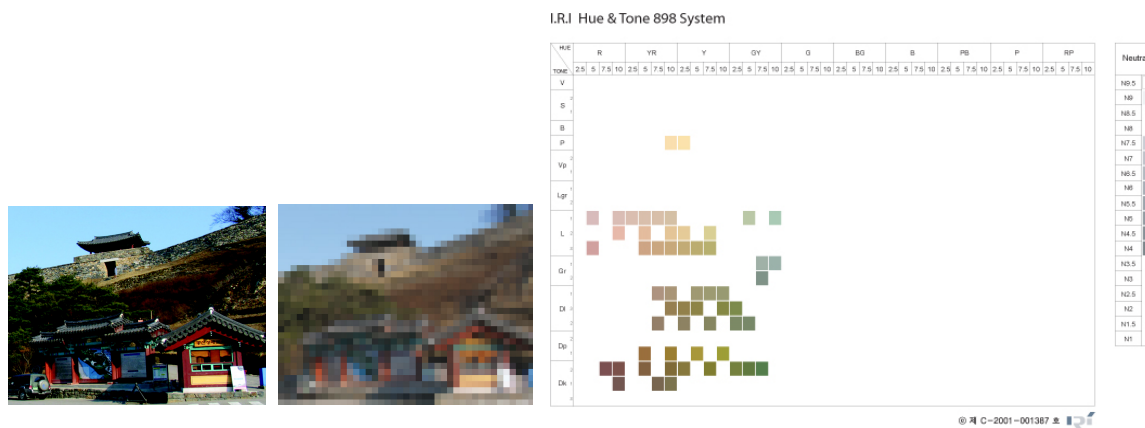 I.R.I Hue & Tone 898 System
HUE
TONE
R YR Y GY G BG B PB P RP
2.5 5 7.5 10 2.5 5 7.5 10 2.5 5 7.5 10 2.5 5 7.5 10 2.5 5 7.5 10 2.5 5 7.5 10 2.5 5 7.5 10 2.5 5 7.5 10 2.5 5 7.5 10 2.5 5 7.5 10
V
S
B
P
Vp
Lgr
L
Gr
Dl
Dp
Dk
Neutra
N9.5
N9
N8.5
N8
N7.5
N7
N6.5
N6
N5.5
N5
N4.5
N4
N3.5
N3
N2.5
N2
N1.5
N1
ⓒ 제 C-2001-001387 호 IRI